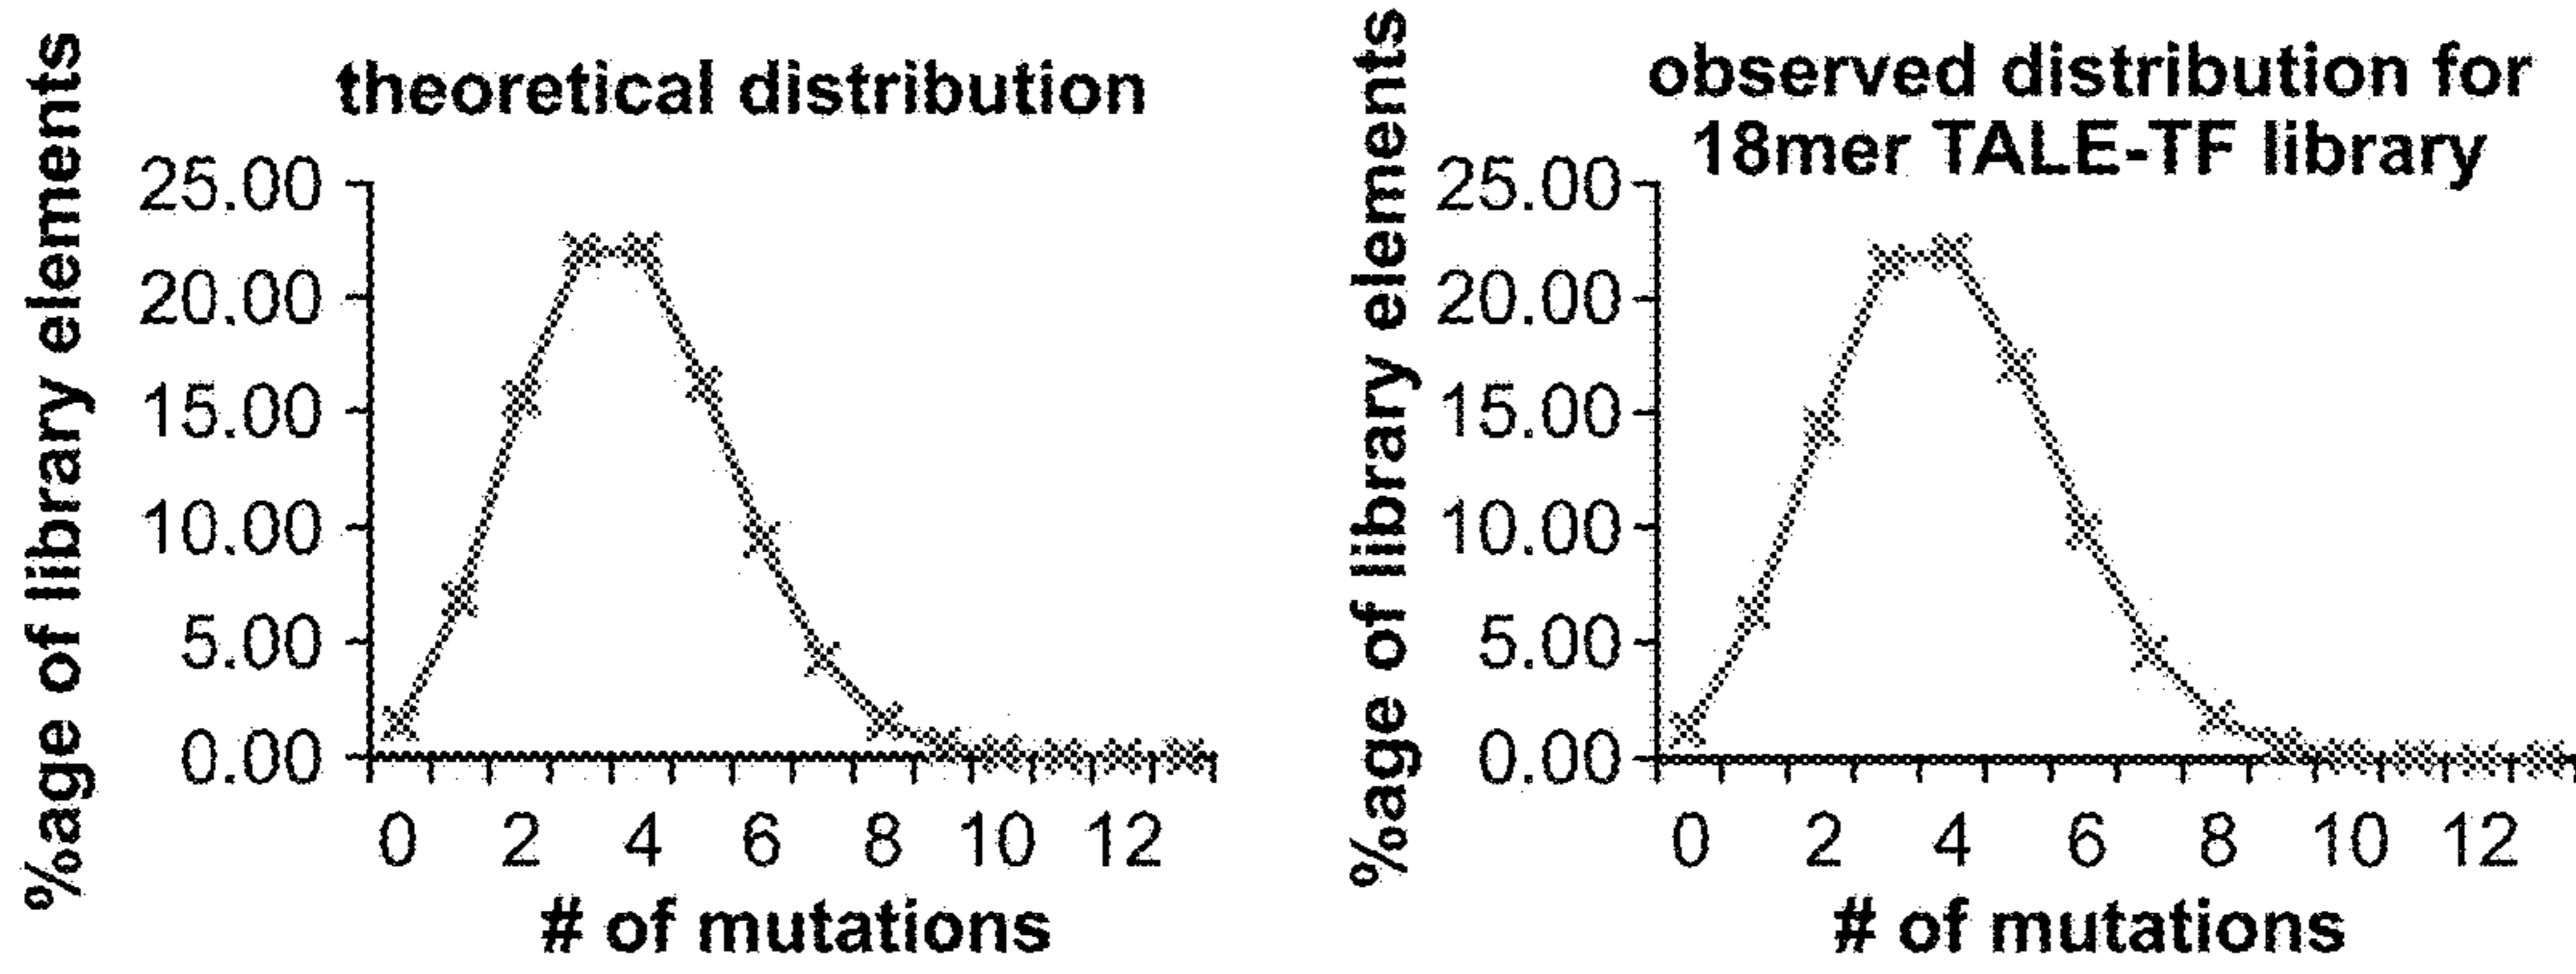 theoretical distribution
%age of library elements
25.00
20.00
15.00
10.00
5.00
0.00
0 2 4 6 8 10 12
# of mutations
observed distribution for
18mer TALE-TF library
%age of library elements
25.00
20.00
15.00
10.00
5.00
0.00
0 2 4 6 8 10 12
# of mutations